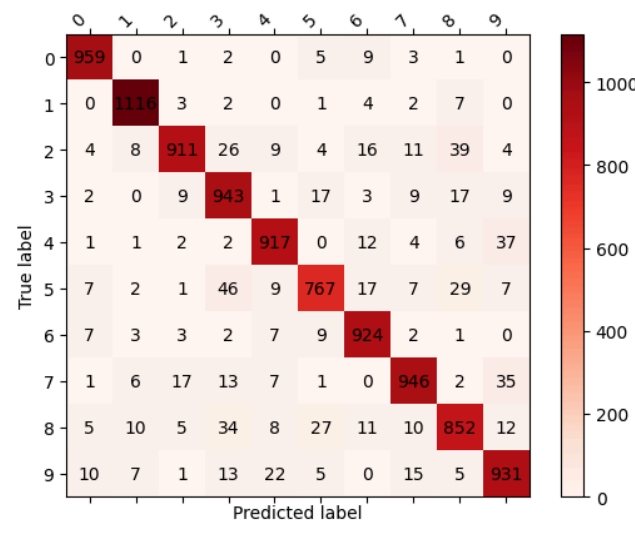 0 1 2 3 4 5 6 7 8 9
0 959 0 1 2 0 5 9 3 1 0
1 0 1116 3 2 0 1 4 2 7 0
2 4 8 911 26 9 4 16 11 39 4
3 2 0 9 943 1 17 3 9 17 9
4 1 1 2 2 917 0 12 4 6 37
5 7 2 1 46 9 767 17 7 29 7
6 7 3 3 2 7 9 924 2 1 0
7 1 6 17 13 7 1 0 946 2 35
8 5 10 5 34 8 27 11 10 852 12
9 10 7 1 13 22 5 0 15 5 931
True label
Predicted label
1000
800
600
400
200
0